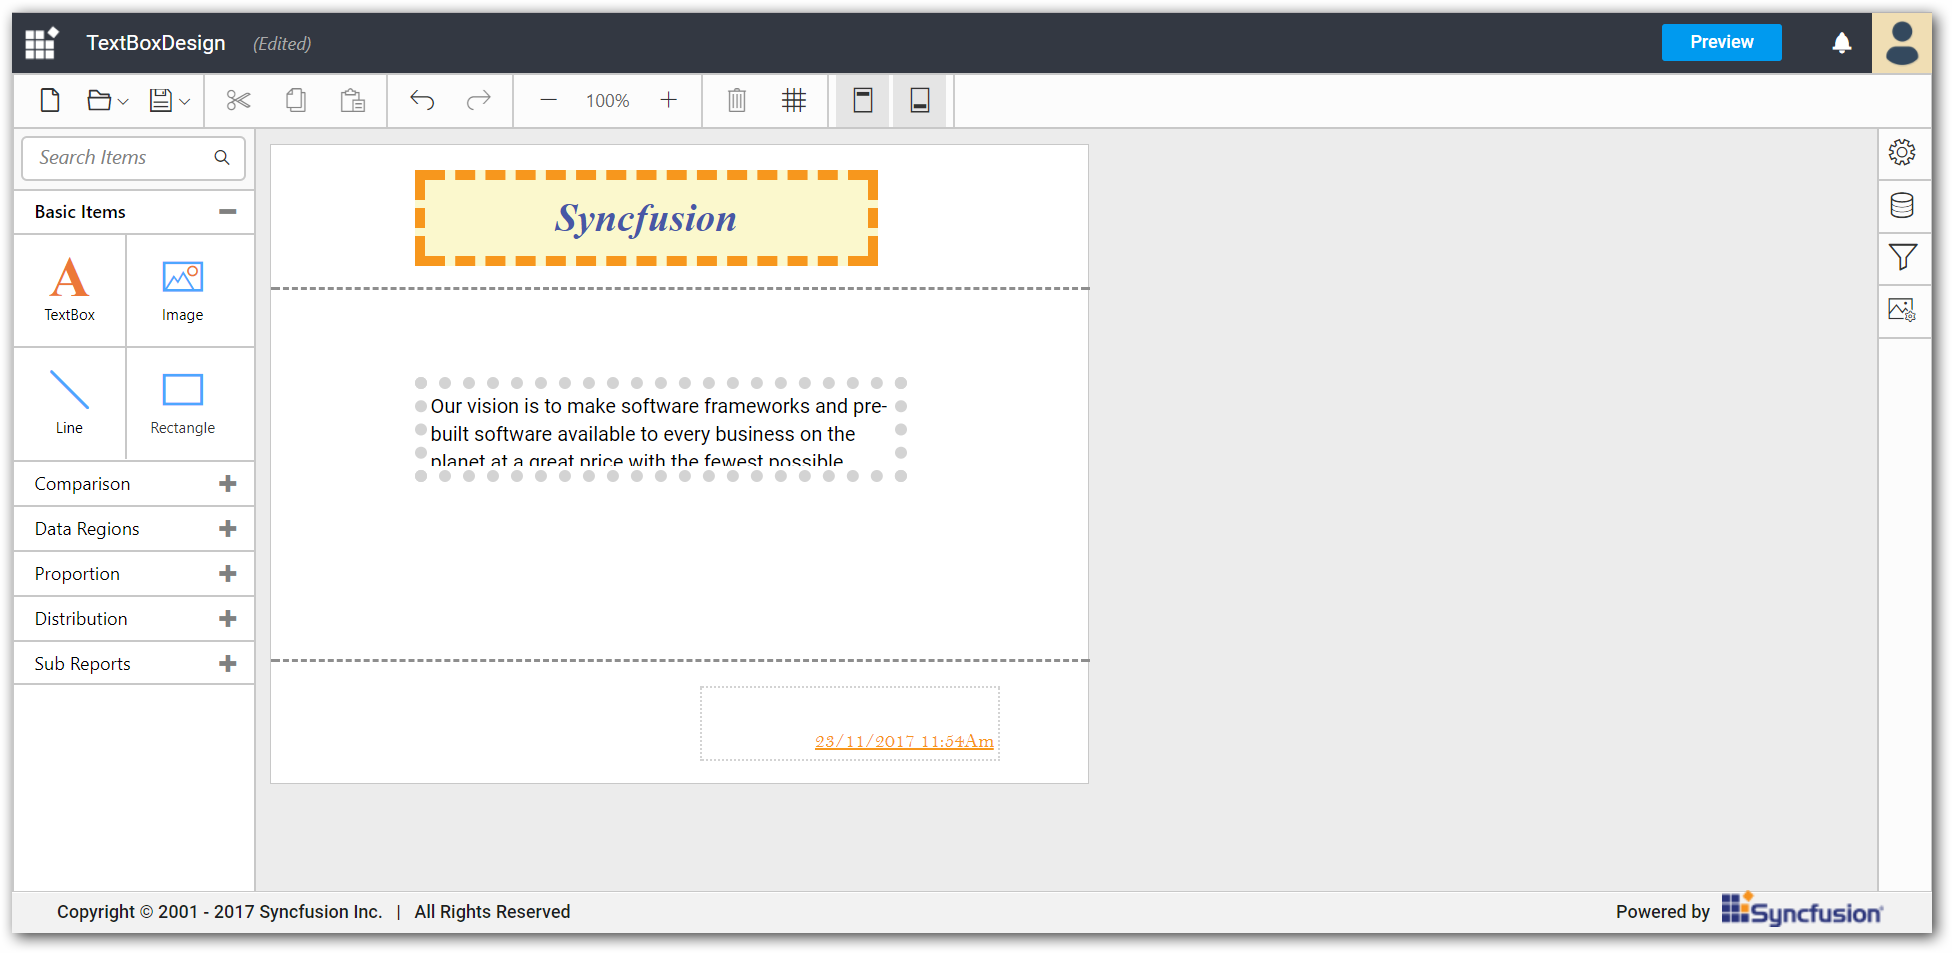 TextBoxDesign (Edited)
Preview
100%
Search Items
Basic Items
TextBox
Image
Line
Rectangle
Comparison
Data Regions
Proportion
Distribution
Sub Reports
Syncfusion
Our vision is to make software frameworks and pre-
built software available to every business on the
planet at a great price with the fewest possible
23/11/2017 11:54Am
Copyright © 2001 - 2017 Syncfusion Inc. | All Rights Reserved
Powered by Syncfusion